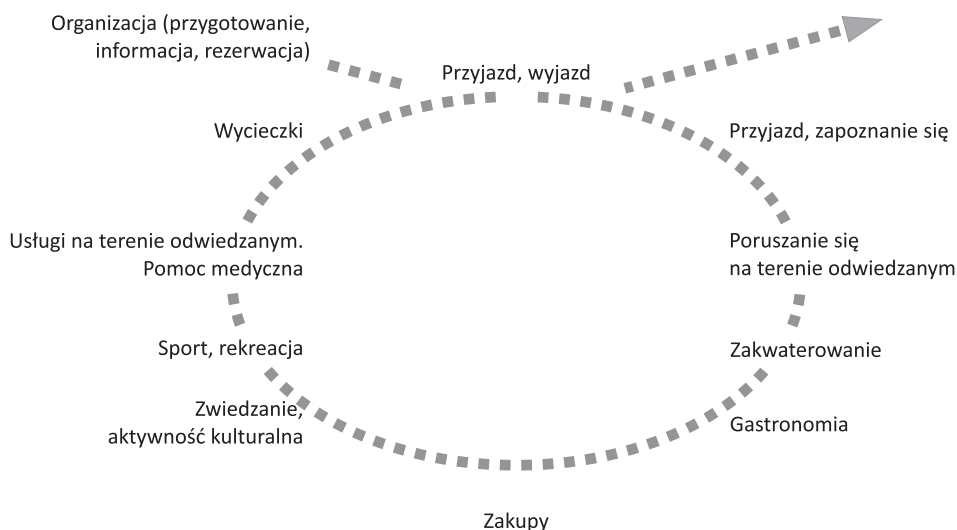 Organizacja (przygotowanie,
informacja, rezerwacja)
Przyjazd, wyjazd
Wycieczki
Przyjazd, zapoznanie się
Usługi na terenie odwiedzanym.
Pomoc medyczna
Poruszanie się
na terenie odwiedzanym
Sport, rekreacja
Zakwaterowanie
Zwiedzanie,
aktywność kulturalna
Gastronomia
Zakupy